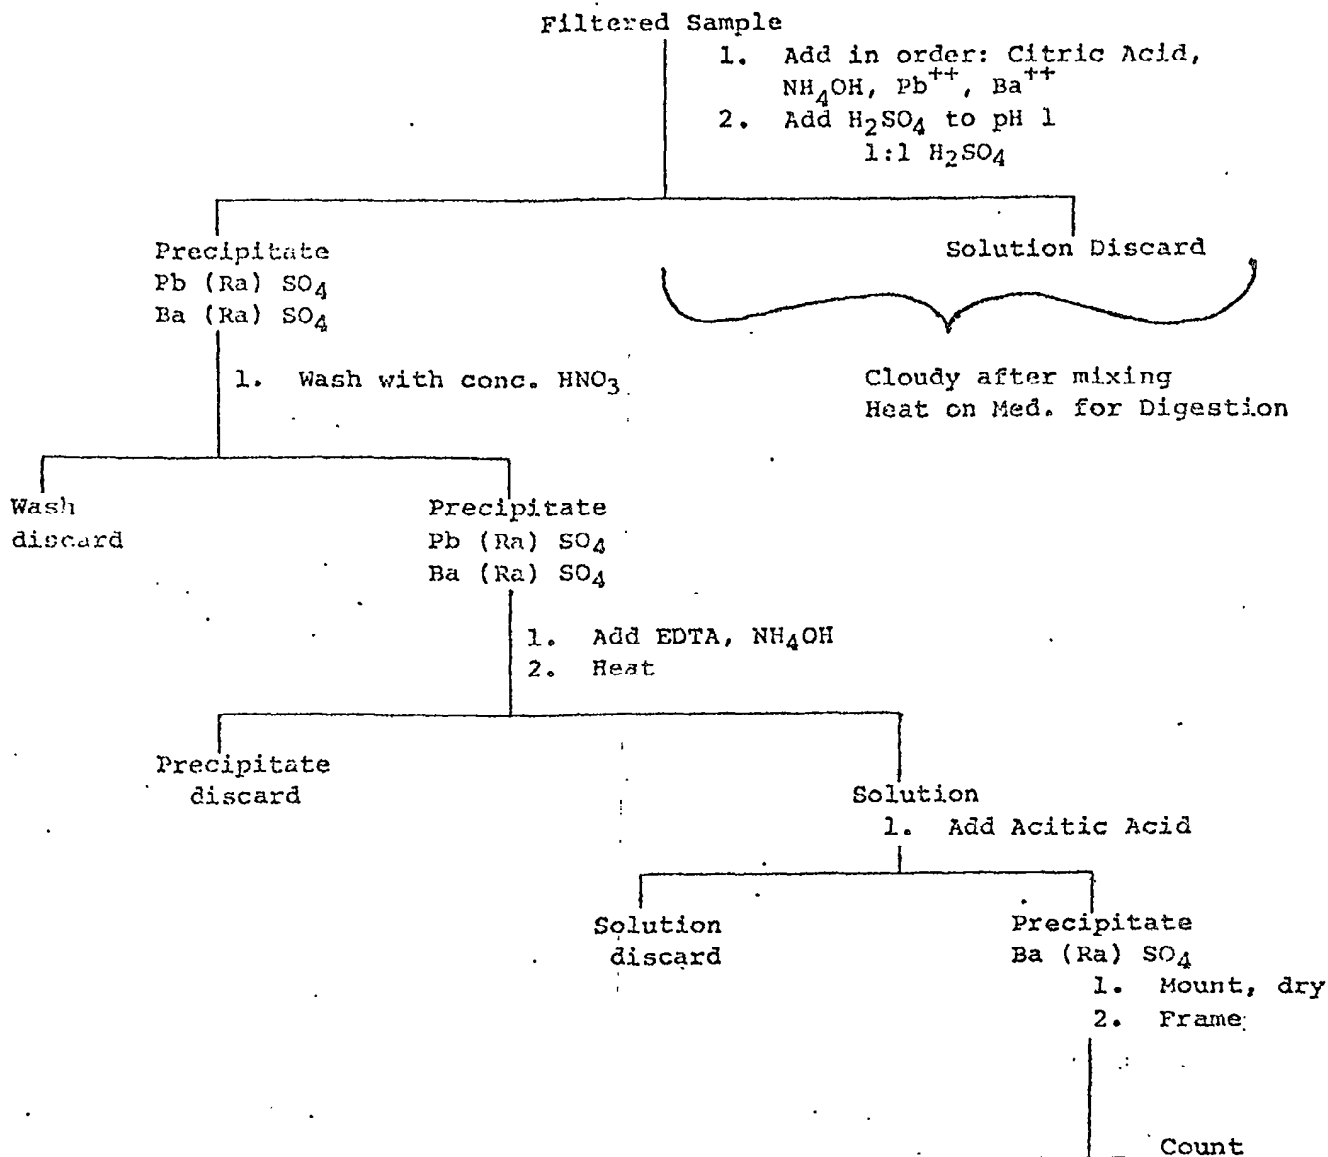 Filtered Sample
1. Add in order: Citric Acid,
NH4OH, Pb++, Ba++
2. Add H2SO4 to pH 1
1:1 H2SO4
Precipitate
Pb (Ra) SO4
Ba (Ra) SO4
Solution Discard
1. Wash with conc. HNO3
Cloudy after mixing
Heat on Med. for Digestion
Wash
discard
Precipitate
Pb (Ra) SO4
Ba (Ra) SO4
1. Add EDTA, NH4OH
2. Heat
Precipitate
discard
Solution
1. Add Acitic Acid
Solution
discard
Precipitate
Ba (Ra) SO4
1. Mount, dry
2. Frame
Count